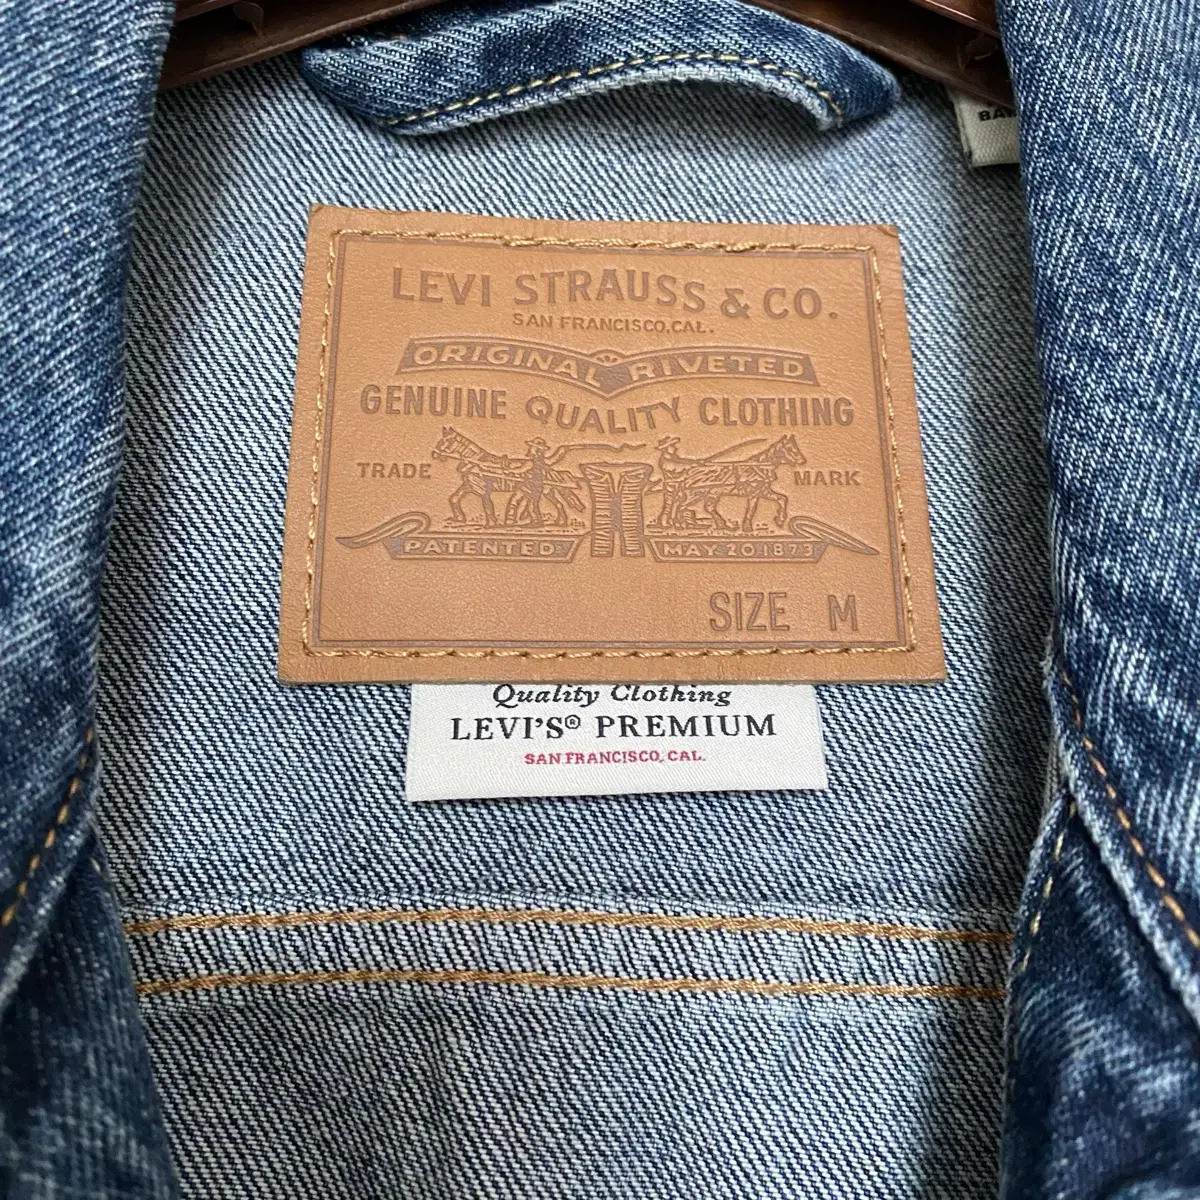 LEVI STRAUSS & CO.
SAN FRANCISCO, CAL.
ORIGINAL RIVETED
GENUINE QUALITY CLOTHING
TRADE MARK
PATENTED MAY 20 1873
SIZE M
Quality Clothing
LEVI'S® PREMIUM
SAN FRANCISCO, CAL.